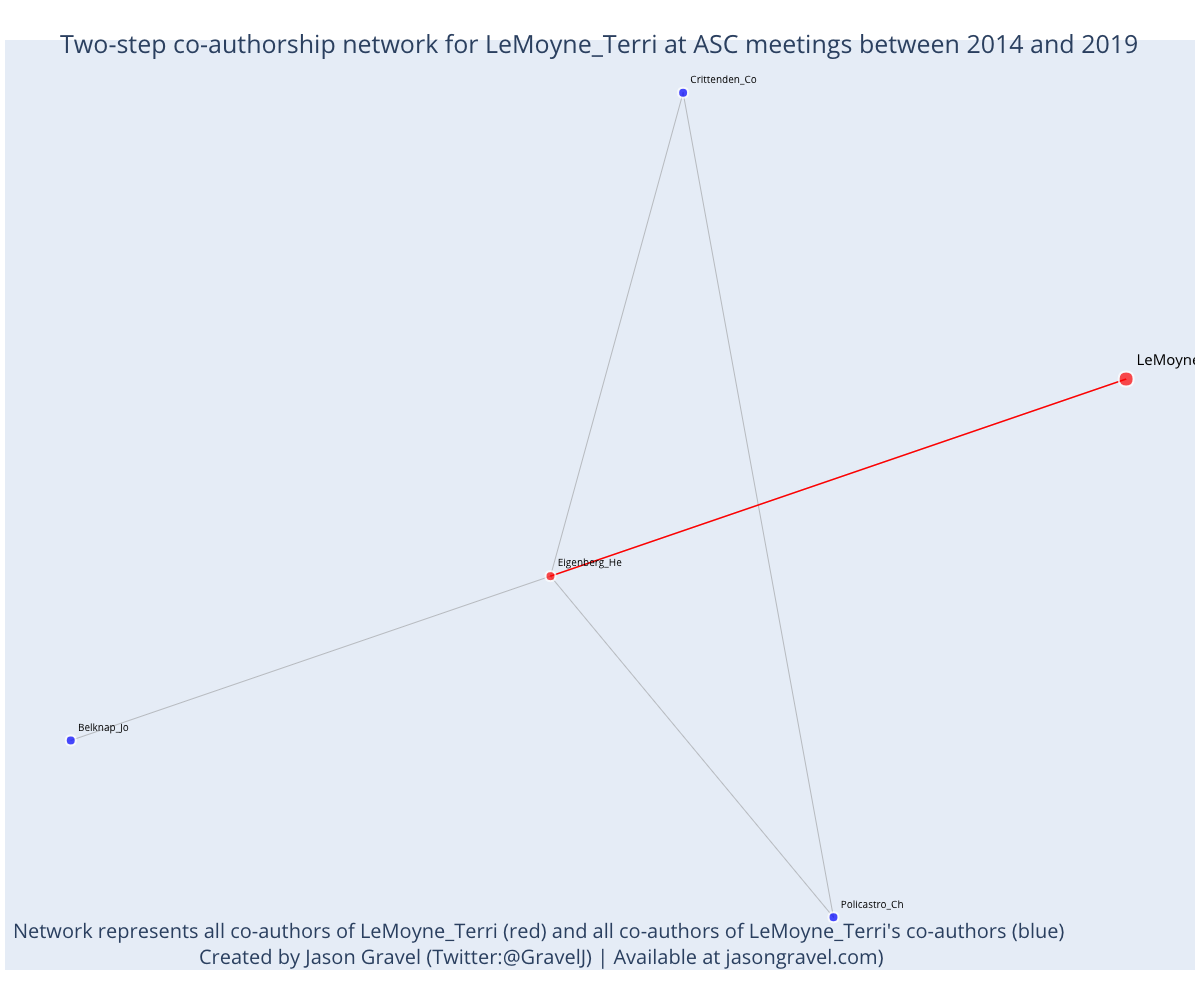 Two-step co-authorship network for LeMoyne_Terri at ASC meetings between 2014 and 2019
Crittenden_Co
LeMoyne
Eigenberg_He
Belknap_Jo
Policastro_Ch
Network represents all co-authors of LeMoyne_Terri (red) and all co-authors of LeMoyne_Terri's co-authors (blue)
Created by Jason Gravel (Twitter:@GravelJ) | Available at jasongravel.com)